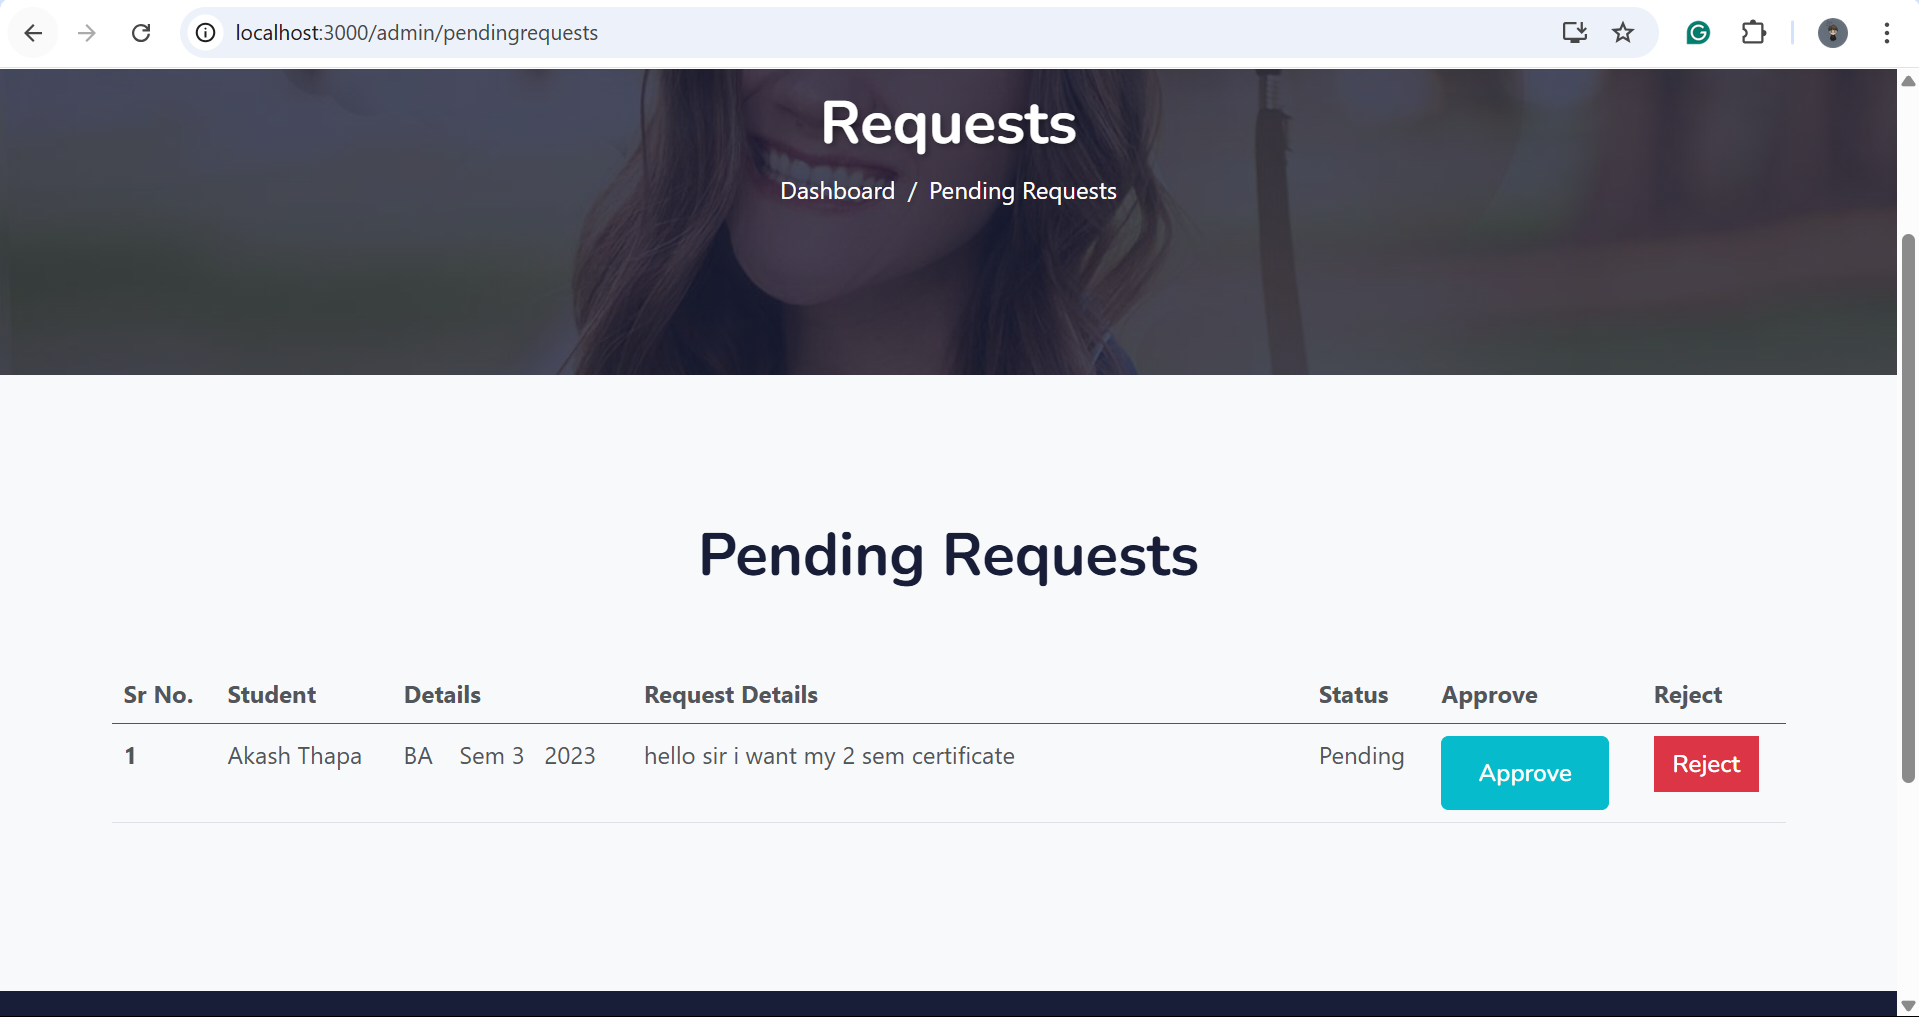 localhost:3000/admin/pendingrequests
Requests
Dashboard / Pending Requests
Pending Requests
Sr No. Student Details Request Details Status Approve Reject
1 Akash Thapa BA Sem 3 2023 hello sir i want my 2 sem certificate Pending Approve Reject